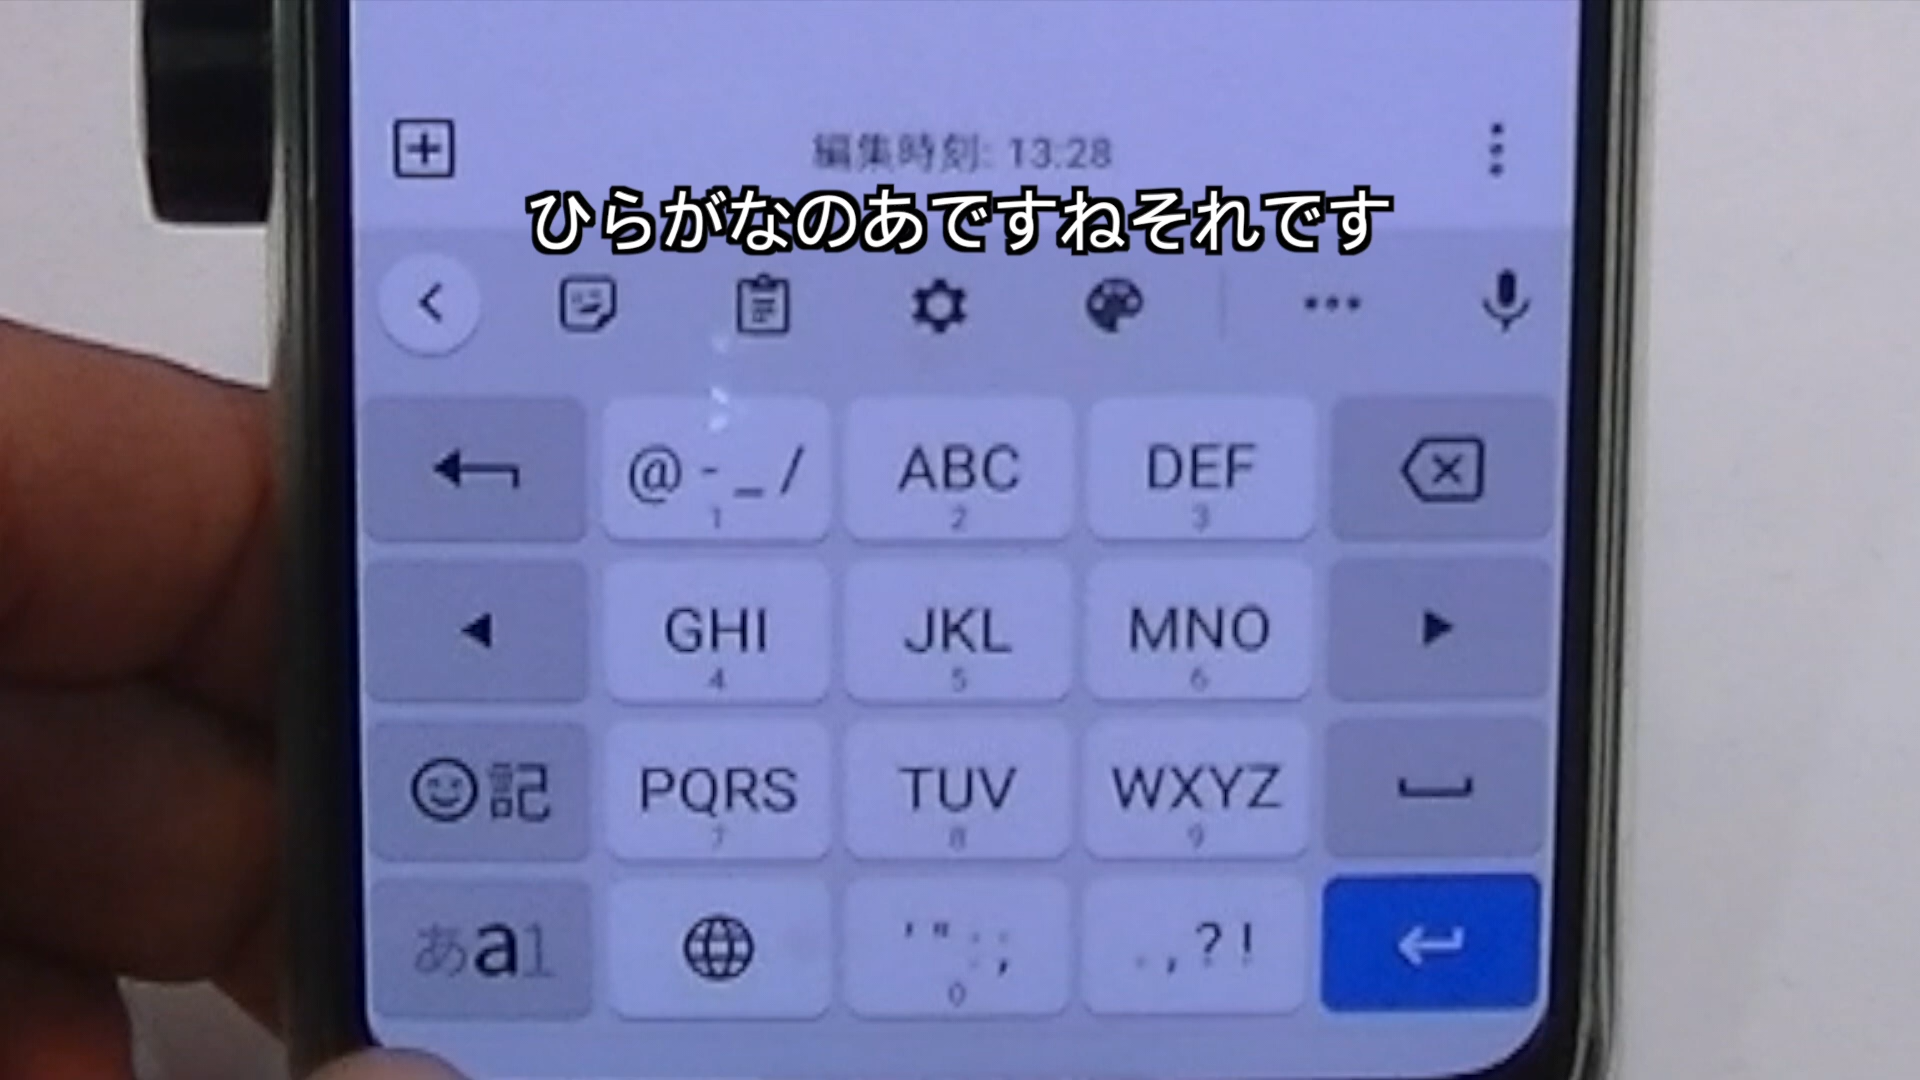 編集時刻: 13:28
ひらがなのあですねそれです
@-_/ ABC DEF
1 2 3
GHI JKL MNO
4 5 6
記 PQRS TUV WXYZ
7 8 9
あa1 '":; .,?!
0